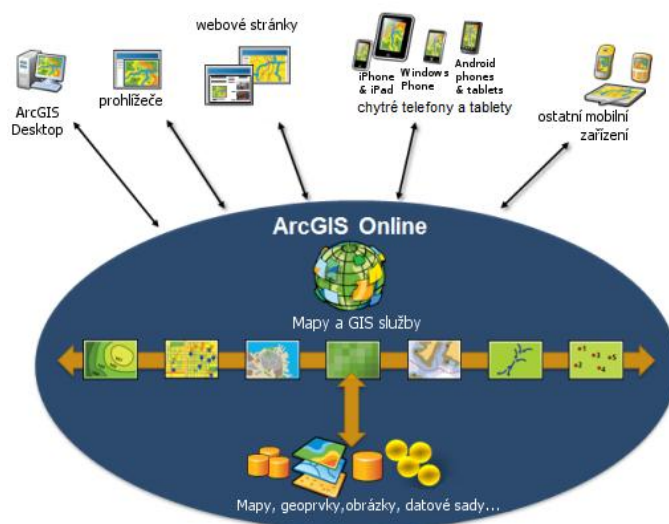 webové stránky
ArcGIS
Desktop
prohlížeče
iPhone
& iPad
Windows
Phone
Android
phones
& tablets
chytré telefony a tablety
ostatní mobilní
zařízení
ArcGIS Online
Mapy a GIS služby
Mapy, geoprvky,obrázky, datové sady...